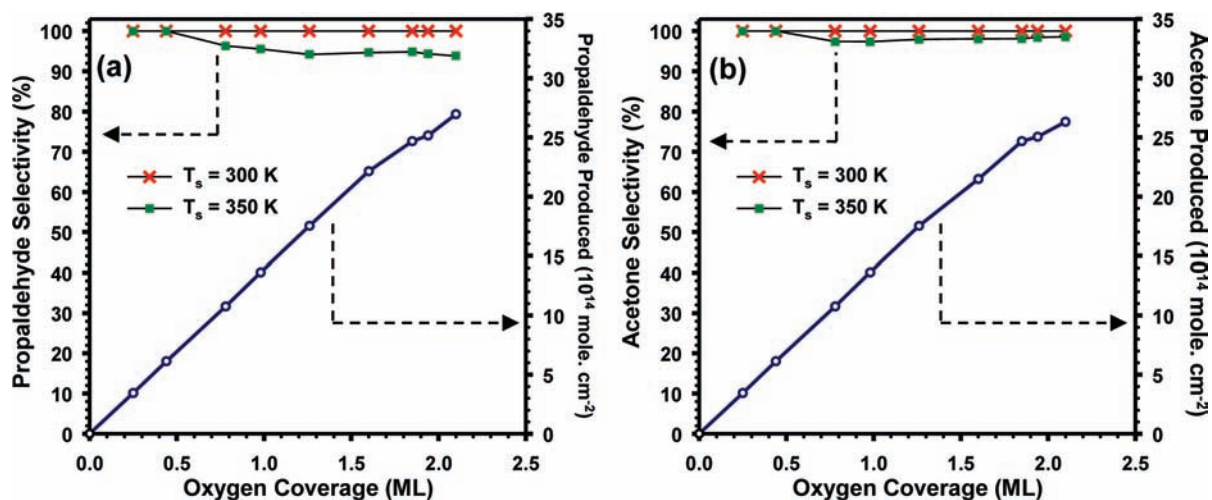 (a)
Propaldehyde Selectivity (%)
100
90
80
70
60
50
40
30
20
10
0
T_s = 300 K
T_s = 350 K
35
30
25
20
15
10
5
0
Propaldehyde Produced (10^14 mole. cm^-2)
0.0 0.5 1.0 1.5 2.0 2.5
Oxygen Coverage (ML)
(b)
Acetone Selectivity (%)
100
90
80
70
60
50
40
30
20
10
0
T_s = 300 K
T_s = 350 K
35
30
25
20
15
10
5
0
Acetone Produced (10^14 mole. cm^-2)
0.0 0.5 1.0 1.5 2.0 2.5
Oxygen Coverage (ML)